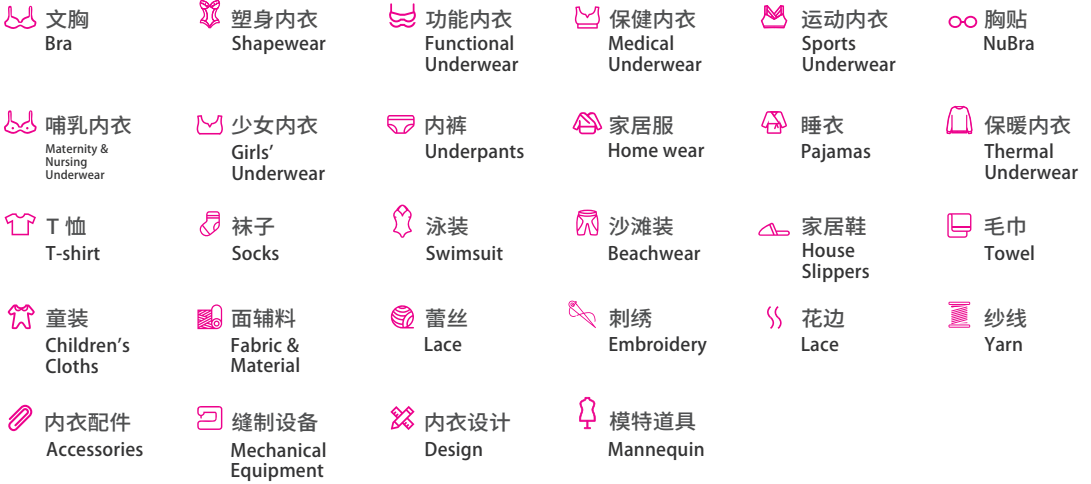 文胸
Bra
塑身内衣
Shapewear
功能内衣
Functional
Underwear
保健内衣
Medical
Underwear
运动内衣
Sports
Underwear
胸贴
NuBra
哺乳内衣
Maternity &
Nursing
Underwear
少女内衣
Girls’
Underwear
内裤
Underpants
家居服
Home wear
睡衣
Pajamas
保暖内衣
Thermal
Underwear
T 恤
T-shirt
袜子
Socks
泳装
Swimsuit
沙滩装
Beachwear
家居鞋
House
Slippers
毛巾
Towel
童装
Children’s
Cloths
面辅料
Fabric &
Material
蕾丝
Lace
刺绣
Embroidery
花边
Lace
纱线
Yarn
内衣配件
Accessories
缝制设备
Mechanical
Equipment
内衣设计
Design
模特道具
Mannequin